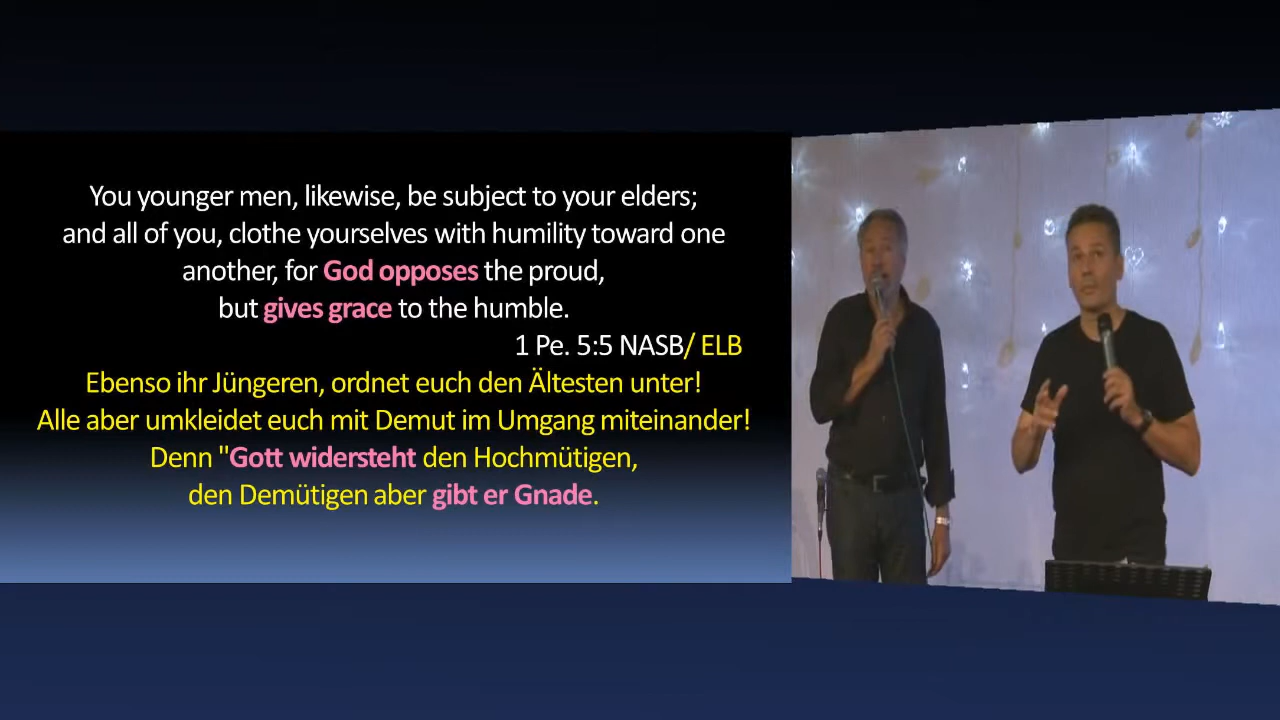 You younger men, likewise, be subject to your elders;
and all of you, clothe yourselves with humility toward one
another, for God opposes the proud,
but gives grace to the humble.
1 Pe. 5:5 NASB/ ELB
Ebenso ihr Jüngeren, ordnet euch den Ältesten unter!
Alle aber umkleidet euch mit Demut im Umgang miteinander!
Denn "Gott widersteht den Hochmütigen,
den Demütigen aber gibt er Gnade.